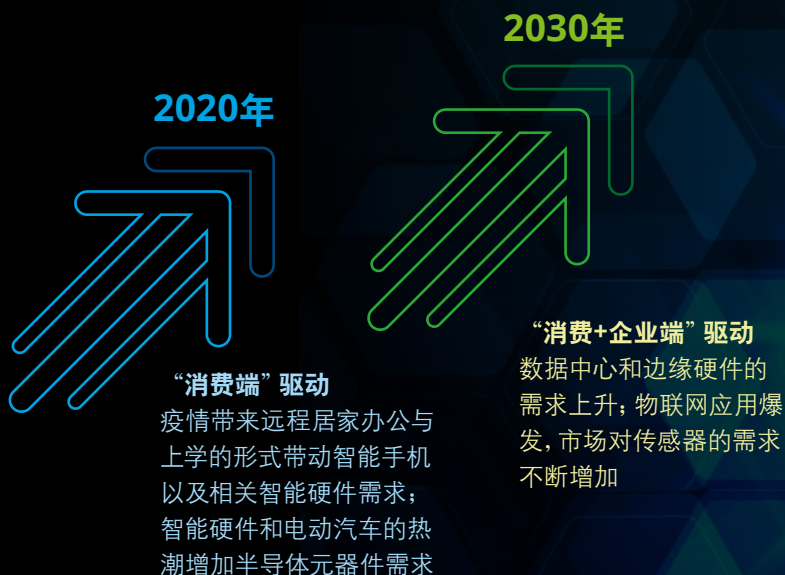 2030年
2020年
“消费端”驱动
疫情带来远程居家办公与
上学的形式带动智能手机
以及相关智能硬件需求；
智能硬件和电动汽车的热
潮增加半导体元器件需求
“消费+企业端”驱动
数据中心和边缘硬件的
需求上升；物联网应用爆
发，市场对传感器的需求
不断增加